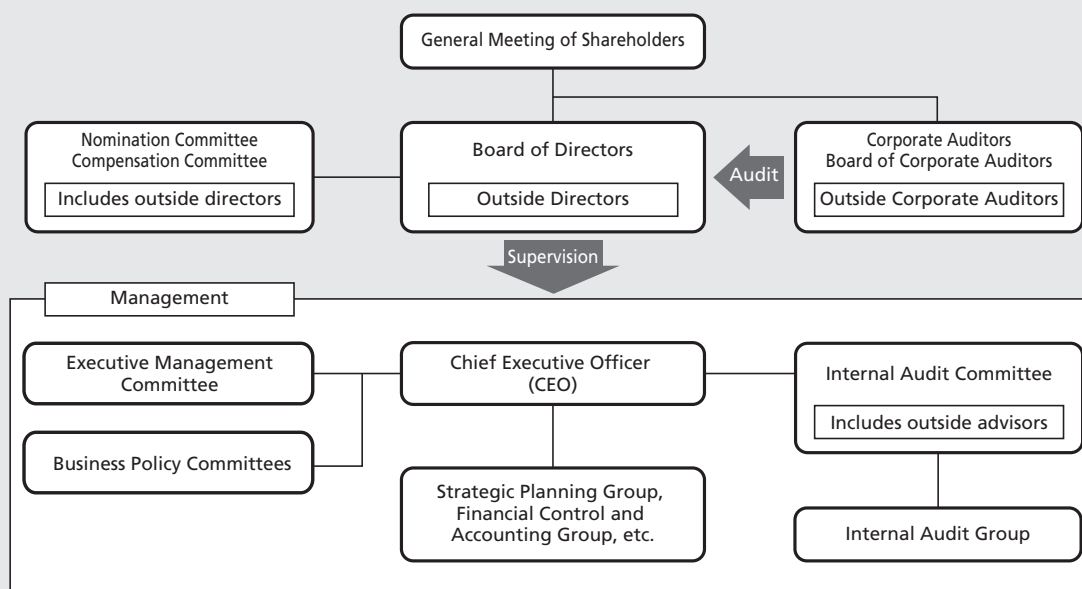 General Meeting of Shareholders
Nomination Committee
Compensation Committee
Includes outside directors
Board of Directors
Outside Directors
Audit
Corporate Auditors
Board of Corporate Auditors
Outside Corporate Auditors
Supervision
Management
Executive Management
Committee
Business Policy Committees
Chief Executive Officer
(CEO)
Strategic Planning Group,
Financial Control and
Accounting Group, etc.
Internal Audit Committee
Includes outside advisors
Internal Audit Group